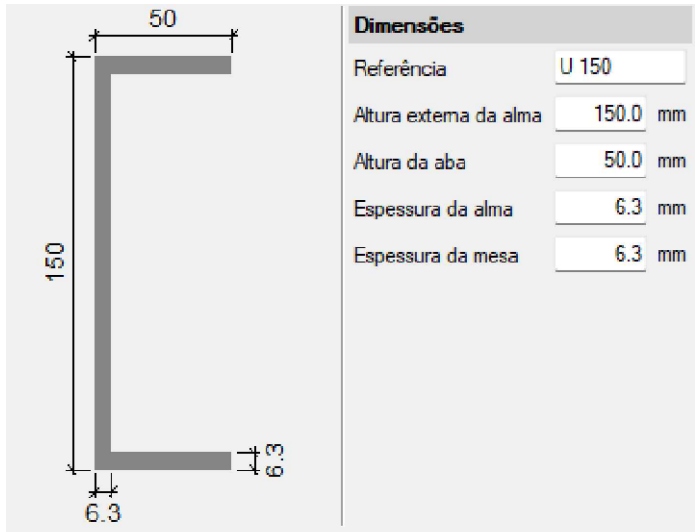 50
150
6.3
6.3
Dimensões
Referência U 150
Altura externa da alma 150.0 mm
Altura da aba 50.0 mm
Espessura da alma 6.3 mm
Espessura da mesa 6.3 mm